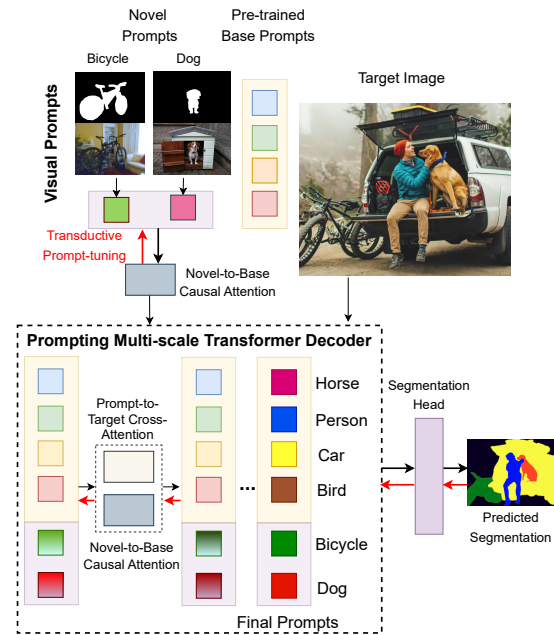 Novel
Prompts
Pre-trained
Base Prompts
Bicycle
Dog
Visual Prompts
Target Image
Transductive
Prompt-tuning
Novel-to-Base
Causal Attention
Prompting Multi-scale Transformer Decoder
Prompt-to-
Target Cross-
Attention
Novel-to-Base
Causal Attention
...
Horse
Person
Car
Bird
Bicycle
Dog
Final Prompts
Segmentation
Head
Predicted
Segmentation